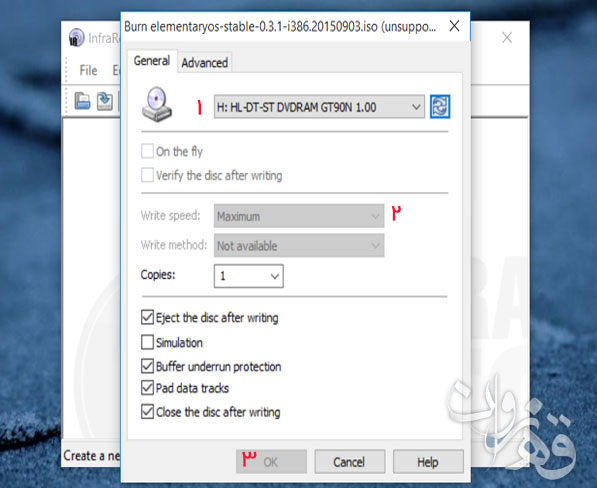 Burn elementaryos-stable-0.3.1-i386.20150903.iso (unsuppo...
InfraRe
File
General Advanced
۱ H: HL-DT-ST DVDRAM GT90N 1.00
On the fly
Verify the disc after writing
Write speed: Maximum ۲
Write method: Not available
Copies: 1
Eject the disc after writing
Simulation
Buffer underrun protection
Pad data tracks
Close the disc after writing
۳ OK Cancel Help
Create a ne